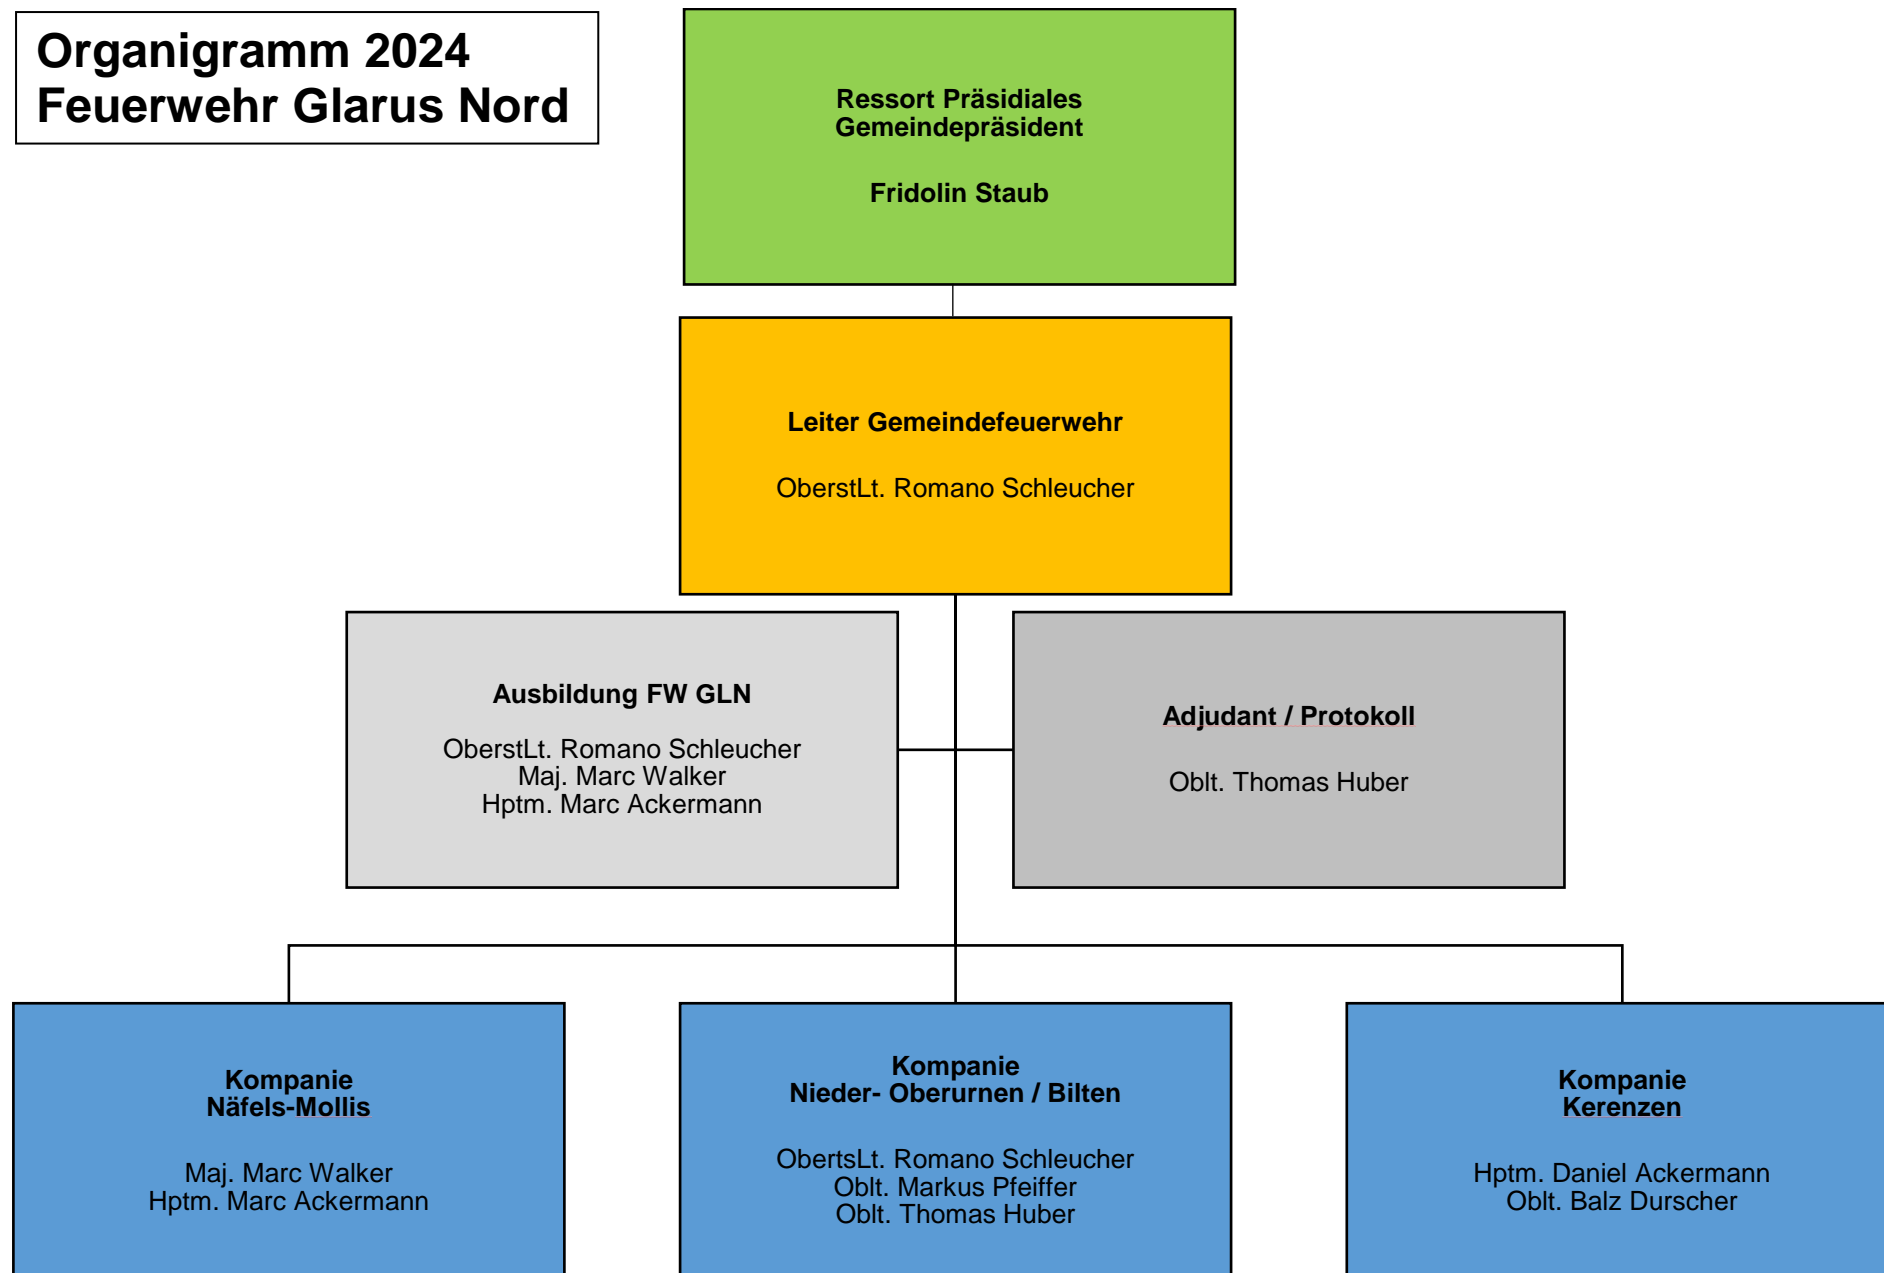 Organigramm 2024
Feuerwehr Glarus Nord
Ressort Präsidiales
Gemeindepräsident
Fridolin Staub
Leiter Gemeindefeuerwehr
OberstLt. Romano Schleucher
Ausbildung FW GLN
OberstLt. Romano Schleucher
Maj. Marc Walker
Hptm. Marc Ackermann
Adjudant / Protokoll
Oblt. Thomas Huber
Kompanie
Näfels-Mollis
Maj. Marc Walker
Hptm. Marc Ackermann
Kompanie
Nieder- Oberurnen / Bilten
ObertsLt. Romano Schleucher
Oblt. Markus Pfeiffer
Oblt. Thomas Huber
Kompanie
Kerenzen
Hptm. Daniel Ackermann
Oblt. Balz Durscher